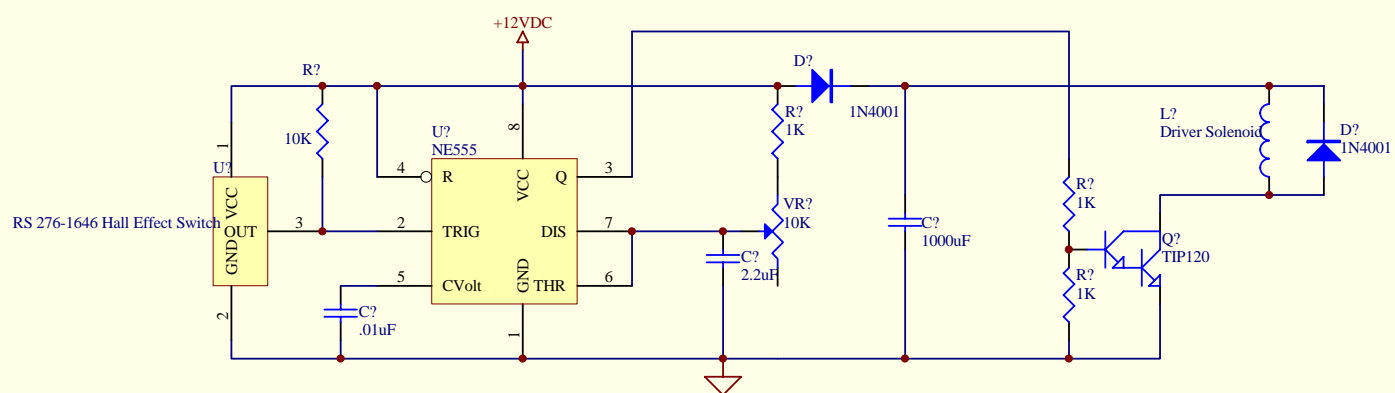 +12VDC
R?
10K
D?
1N4001
R?
1K
L?
Driver Solenoid
D?
1N4001
U?
NE555
8
VCC
4
R
Q
3
1
U?
VCC
RS 276-1646 Hall Effect Switch
OUT
GND
3
2
TRIG
DIS
7
VR?
10K
R?
1K
C?
1000uF
Q?
TIP120
5
CVolt
GND
THR
6
C?
2.2uF
R?
1K
2
C?
.01uF
1